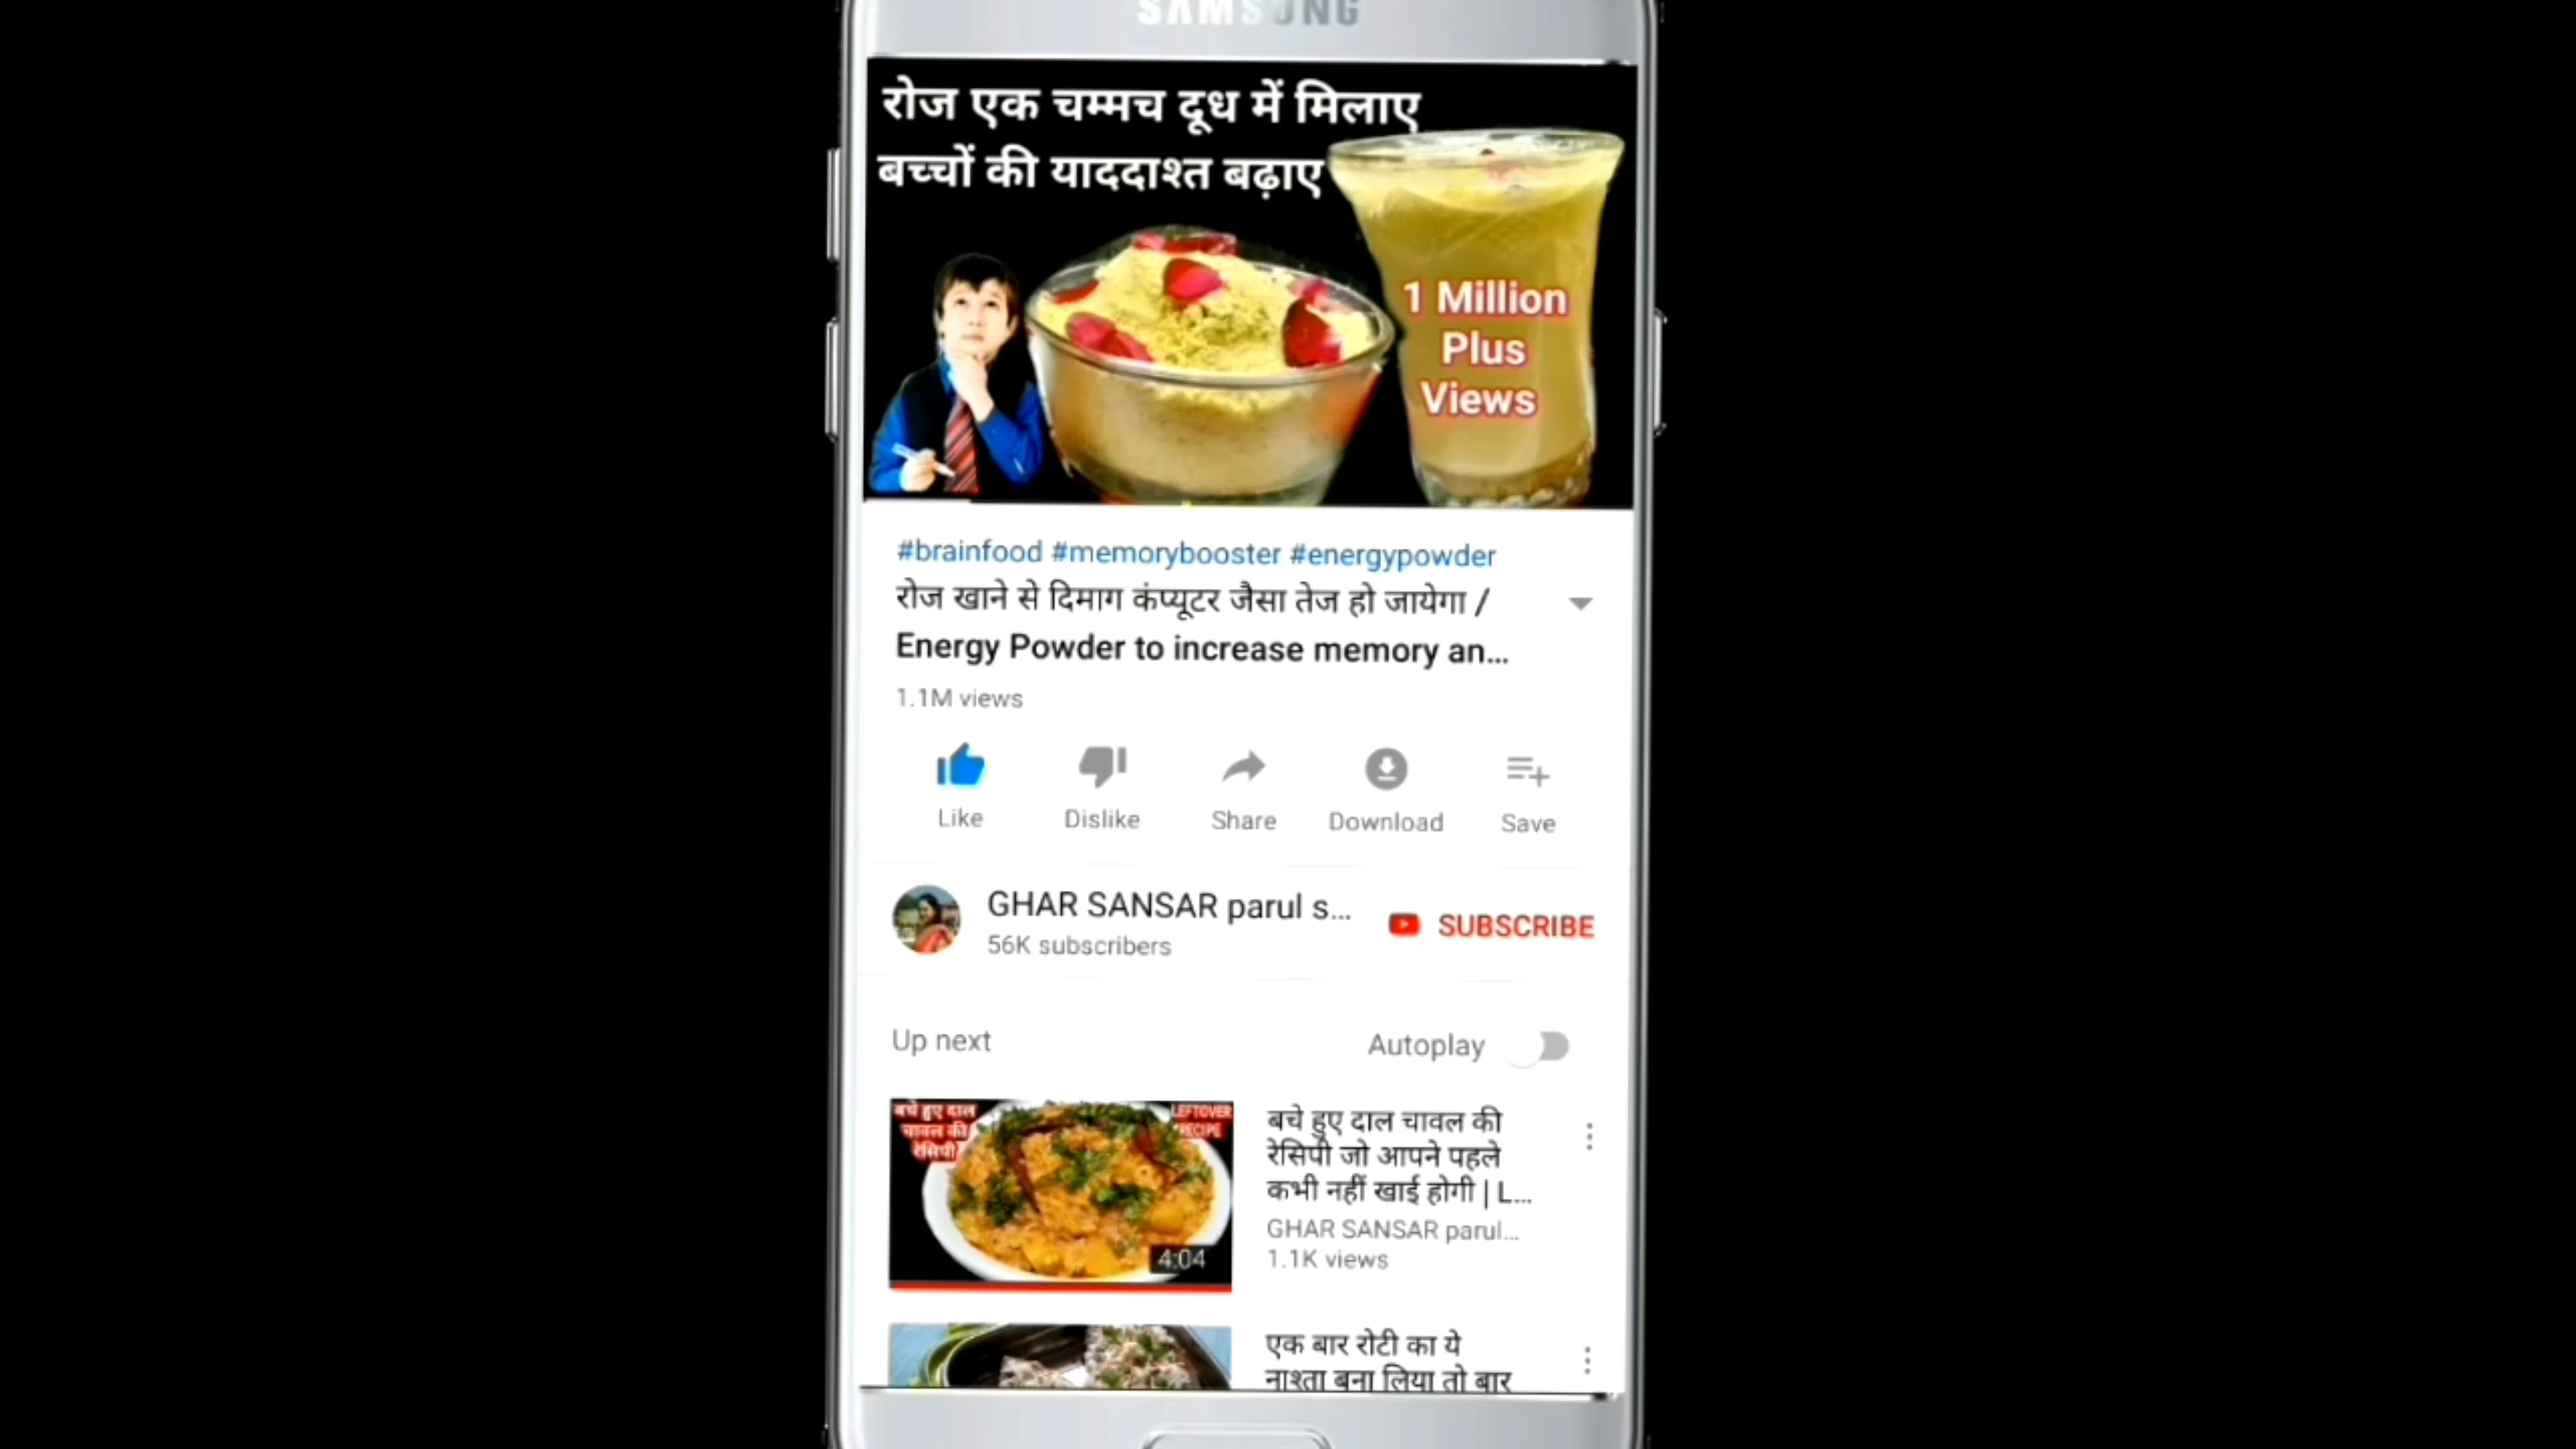 SAMSUNG
रोज एक चम्मच दूध में मिलाए
बच्चों की याददाश्त बढ़ाए
1 Million
Plus
Views
#brainfood #memorybooster #energypowder
रोज खाने से दिमाग कंप्यूटर जैसा तेज हो जायेगा /
Energy Powder to increase memory an...
1.1M views
Like
Dislike
Share
Download
Save
GHAR SANSAR parul s...
56K subscribers
SUBSCRIBE
Up next
Autoplay
बचे हुए दाल
चावल की
रेसिपी
LEFTOVER
RECIPE
4:04
बचे हुए दाल चावल की
रेसिपी जो आपने पहले
कभी नहीं खाई होगी | L...
GHAR SANSAR parul...
1.1K views
एक बार रोटी का ये
नाश्ता बना लिया तो बार